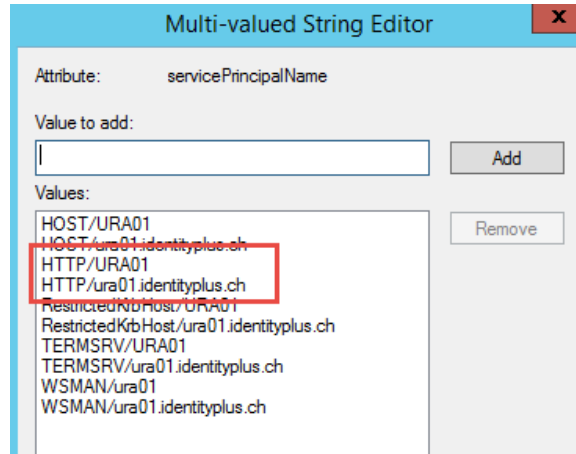 Multi-valued String Editor
x
Attribute: servicePrincipalName
Value to add:
Add
Values:
Remove
HOST/URA01
HOST/ura01.identityplus.ch
HTTP/URA01
HTTP/ura01.identityplus.ch
RestrictedKrbHost/URA01
RestrictedKrbHost/ura01.identityplus.ch
TERMSRV/URA01
TERMSRV/ura01.identityplus.ch
WSMAN/ura01
WSMAN/ura01.identityplus.ch